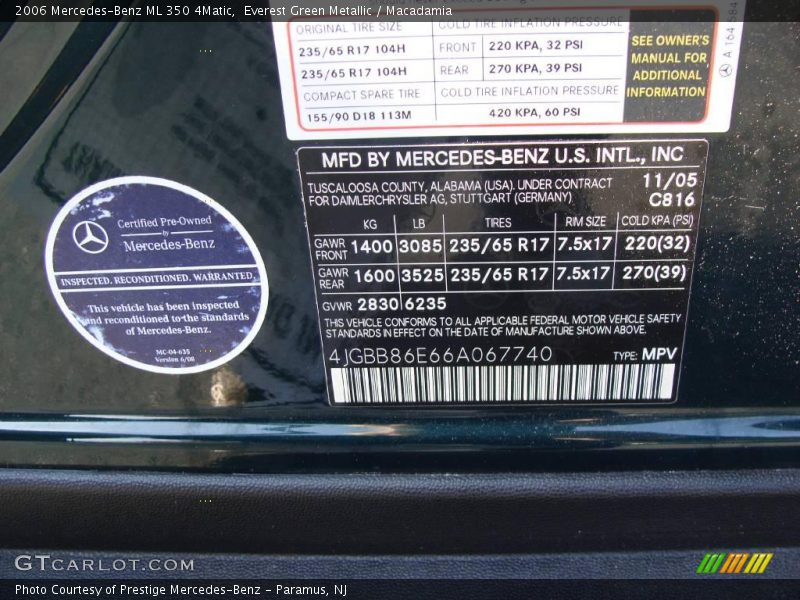 2006 Mercedes-Benz ML 350 4Matic,  Everest Green Metallic / Macadamia
ORIGINAL TIRE SIZE COLD TIRE INFLATION PRESSURE
235/65 R17 104H FRONT 220 KPA, 32 PSI
235/65 R17 104H REAR 270 KPA, 39 PSI
COMPACT SPARE TIRE COLD TIRE INFLATION PRESSURE
155/90 D18 113M 420 KPA, 60 PSI
SEE OWNER'S
MANUAL FOR
ADDITIONAL
INFORMATION
A 164 584
MFD BY MERCEDES-BENZ U.S. INTL., INC
TUSCALOOSA COUNTY, ALABAMA (USA). UNDER CONTRACT 11/05
FOR DAIMLERCHRYSLER AG, STUTTGART (GERMANY) C816
KG LB TIRES RIM SIZE COLD KPA (PSI)
GAWR FRONT 1400 3085 235/65 R17 7.5x17 220(32)
GAWR REAR 1600 3525 235/65 R17 7.5x17 270(39)
GVWR 2830 6235
THIS VEHICLE CONFORMS TO ALL APPLICABLE FEDERAL MOTOR VEHICLE SAFETY
STANDARDS IN EFFECT ON THE DATE OF MANUFACTURE SHOWN ABOVE.
4JGBB86E66A067740 TYPE: MPV
Certified Pre-Owned
by
Mercedes-Benz
INSPECTED. RECONDITIONED. WARRANTED.
This vehicle has been inspected
and reconditioned to the standards
of Mercedes-Benz.
MC-04-635
Version 6/08
GTCARLOT.COM
Photo Courtesy of Prestige Mercedes-Benz - Paramus, NJ